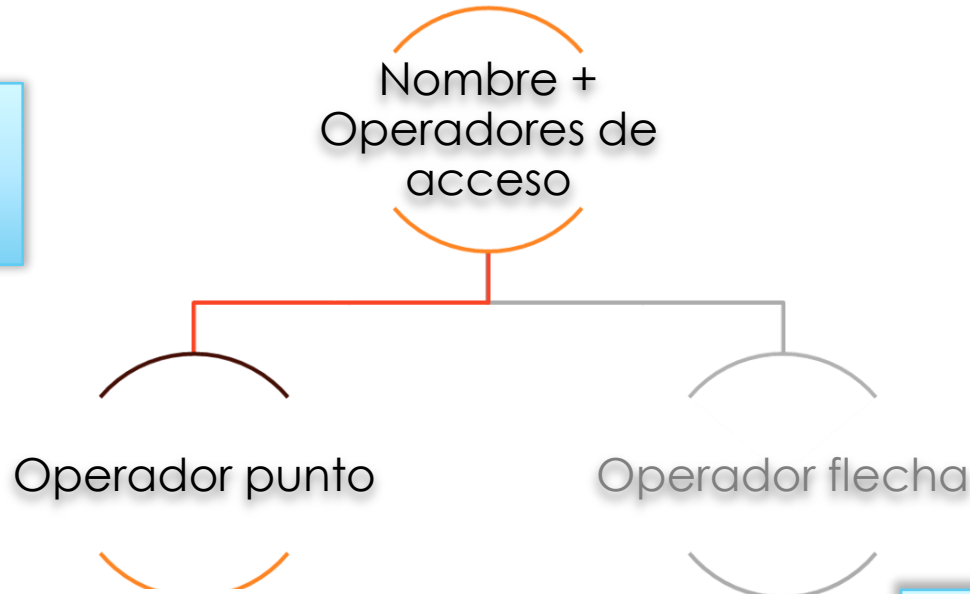 Nombre +
Operadores de
acceso
Operador punto
Operador flecha